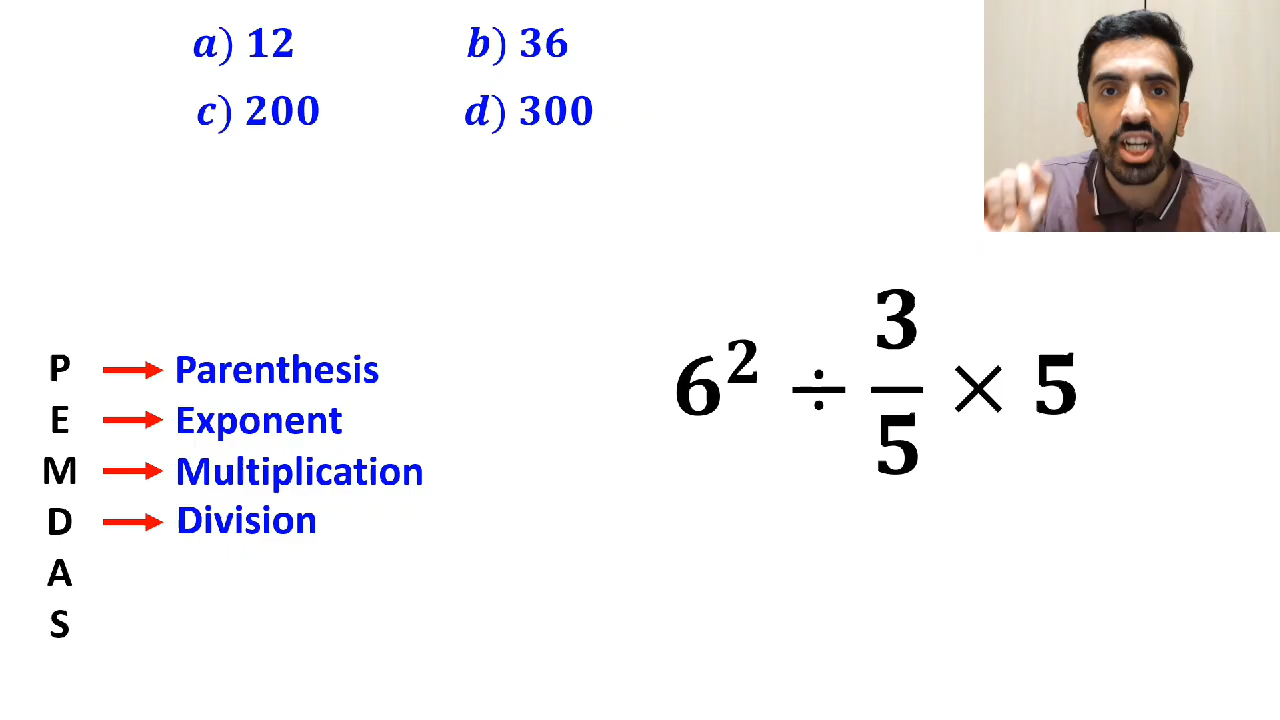 a) 12 b) 36
c) 200 d) 300
P → Parenthesis
E → Exponent
M → Multiplication
D → Division
A
S
6² ÷ 3/5 × 5